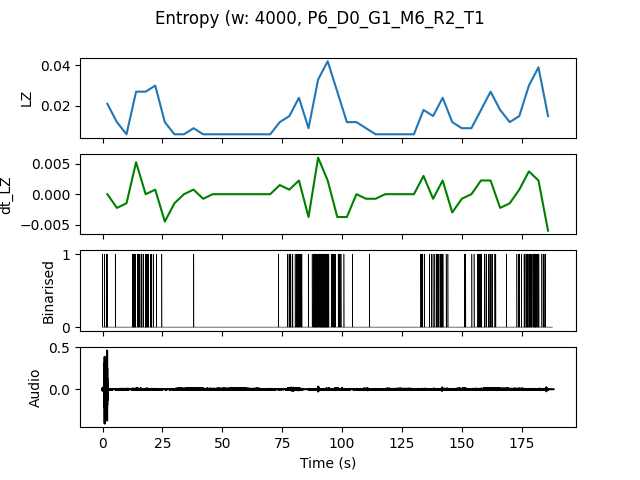 Entropy (w: 4000, P6_D0_G1_M6_R2_T1
LZ
0.04
0.02
dt_LZ
0.005
0.000
−0.005
Binarised
1
0
Audio
0.5
0.0
0 25 50 75 100 125 150 175
Time (s)